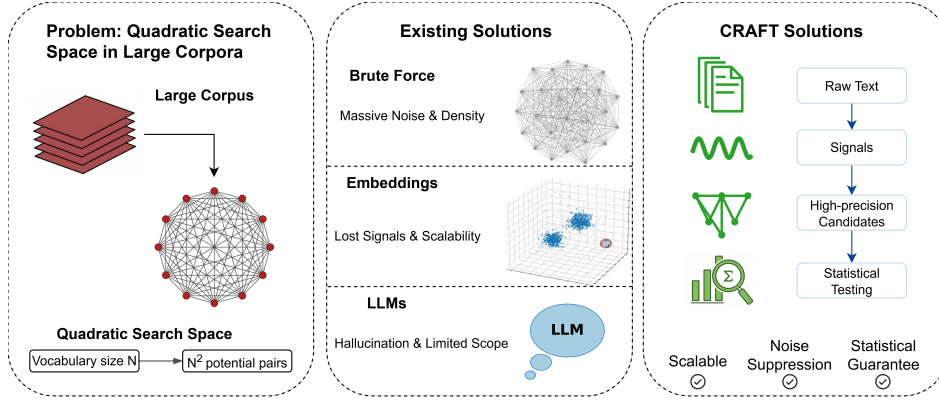 Problem: Quadratic Search
Space in Large Corpora
Large Corpus
Quadratic Search Space
Vocabulary size N
N² potential pairs
Existing Solutions
Brute Force
Massive Noise & Density
Embeddings
Lost Signals & Scalability
LLMs
Hallucination & Limited Scope
LLM
CRAFT Solutions
Raw Text
Signals
High-precision
Candidates
Σ
Statistical
Testing
Scalable
Noise
Suppression
Statistical
Guarantee